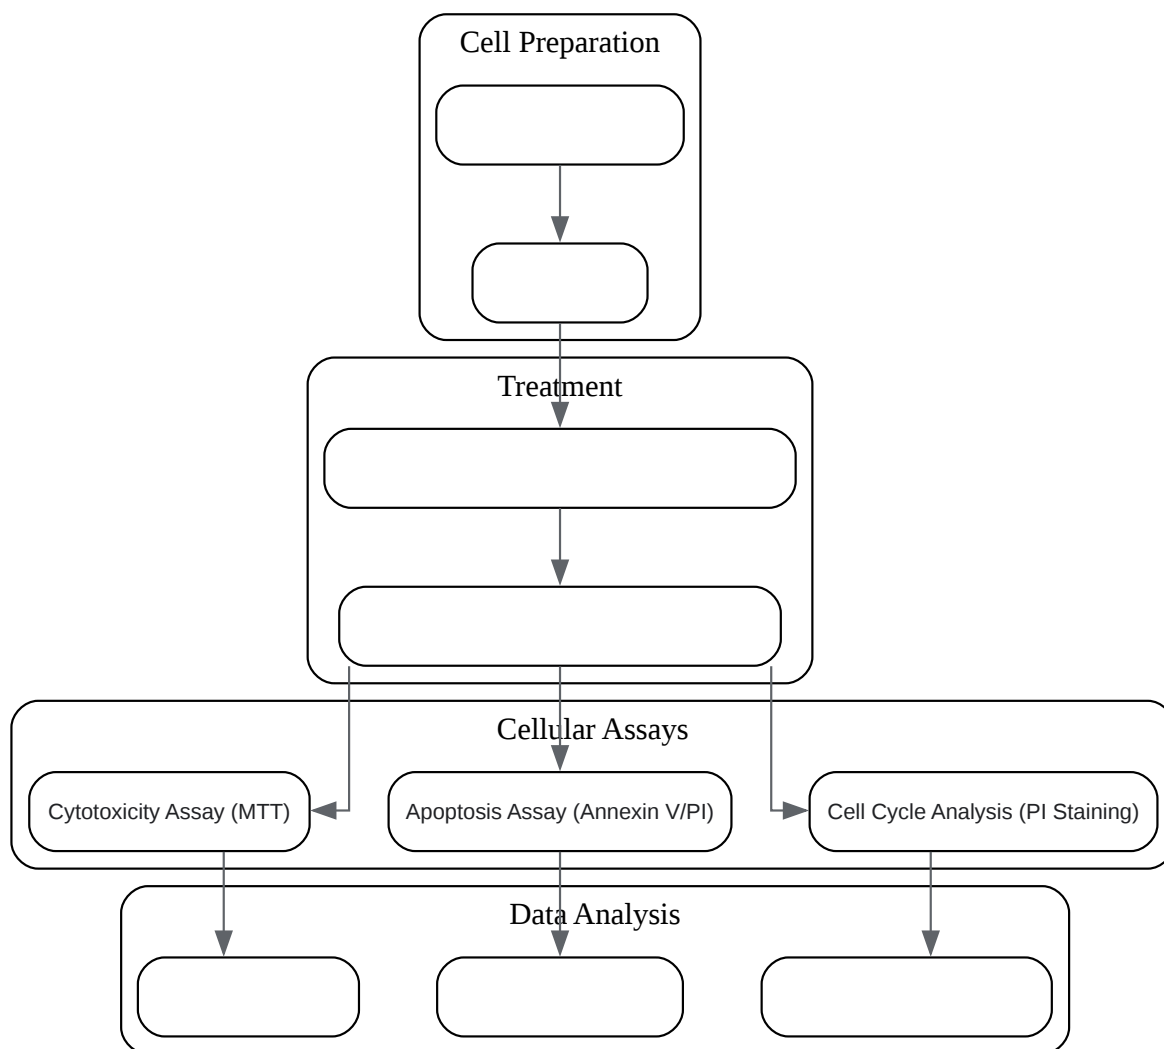 Cell Preparation
Treatment
Cellular Assays
Cytotoxicity Assay (MTT)
Apoptosis Assay (Annexin V/PI)
Cell Cycle Analysis (PI Staining)
Data Analysis